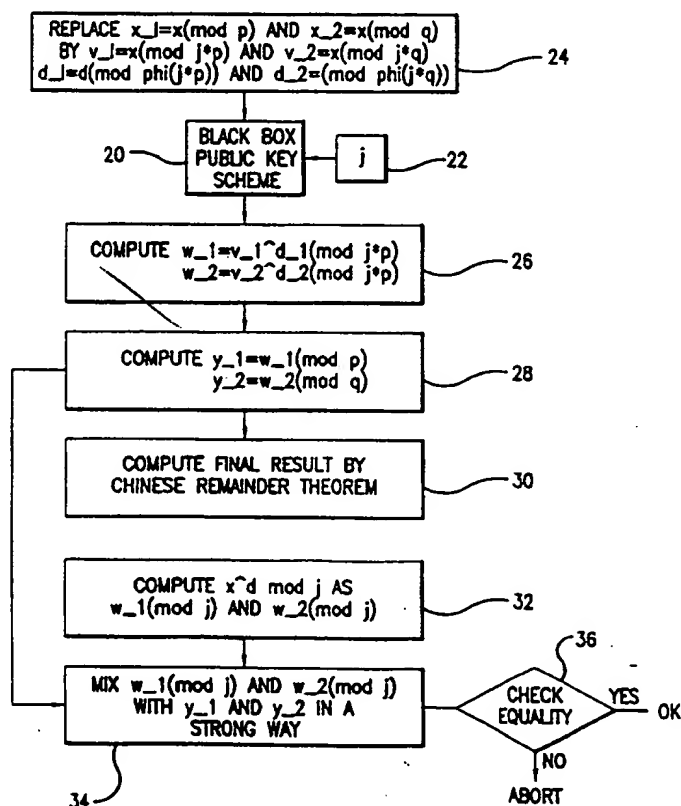 REPLACE x_1=x(mod p) AND x_2=x(mod q)
BY v_1=x(mod j*p) AND v_2=x(mod j*q)
d_1=d(mod phi(j*p)) AND d_2=(mod phi(j*q))
24
20
BLACK BOX
PUBLIC KEY
SCHEME
j
22
COMPUTE w_1=v_1^d_1(mod j*p)
w_2=v_2^d_2(mod j*p)
26
COMPUTE y_1=w_1(mod p)
y_2=w_2(mod q)
28
COMPUTE FINAL RESULT BY
CHINESE REMAINDER THEOREM
30
COMPUTE x^d mod j AS
w_1(mod j) AND w_2(mod j)
32
36
MIX w_1(mod j) AND w_2(mod j)
WITH y_1 AND y_2 IN A
STRONG WAY
34
CHECK
EQUALITY
YES
OK
NO
ABORT